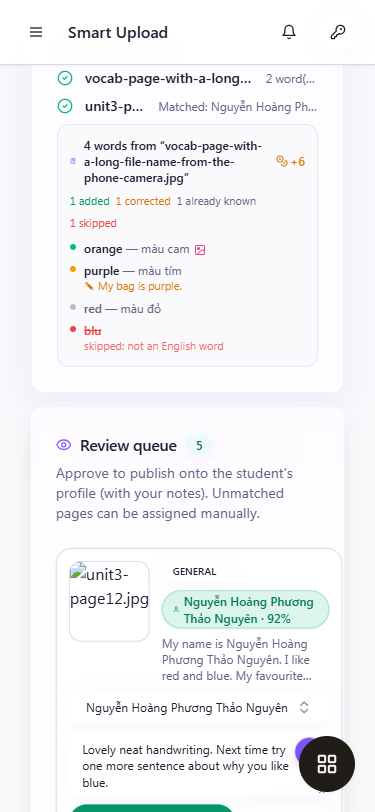 Smart Upload
vocab-page-with-a-long... 2 word(...
unit3-p... Matched: Nguyễn Hoàng Ph...
4 words from “vocab-page-with-
a-long-file-name-from-the-
phone-camera.jpg”
+6
1 added 1 corrected 1 already known
1 skipped
orange — màu cam
purple — màu tím
My bag is purple.
red — màu đỏ
blu
skipped: not an English word
Review queue 5
Approve to publish onto the student's
profile (with your notes). Unmatched
pages can be assigned manually.
unit3-
page12.jpg
GENERAL
Nguyễn Hoàng Phương
Thảo Nguyên · 92%
My name is Nguyễn Hoàng
Phương Thảo Nguyên. I like
red and blue. My favourite...
Nguyễn Hoàng Phương Thảo Nguyên
Lovely neat handwriting. Next time try
one more sentence about why you like
blue.